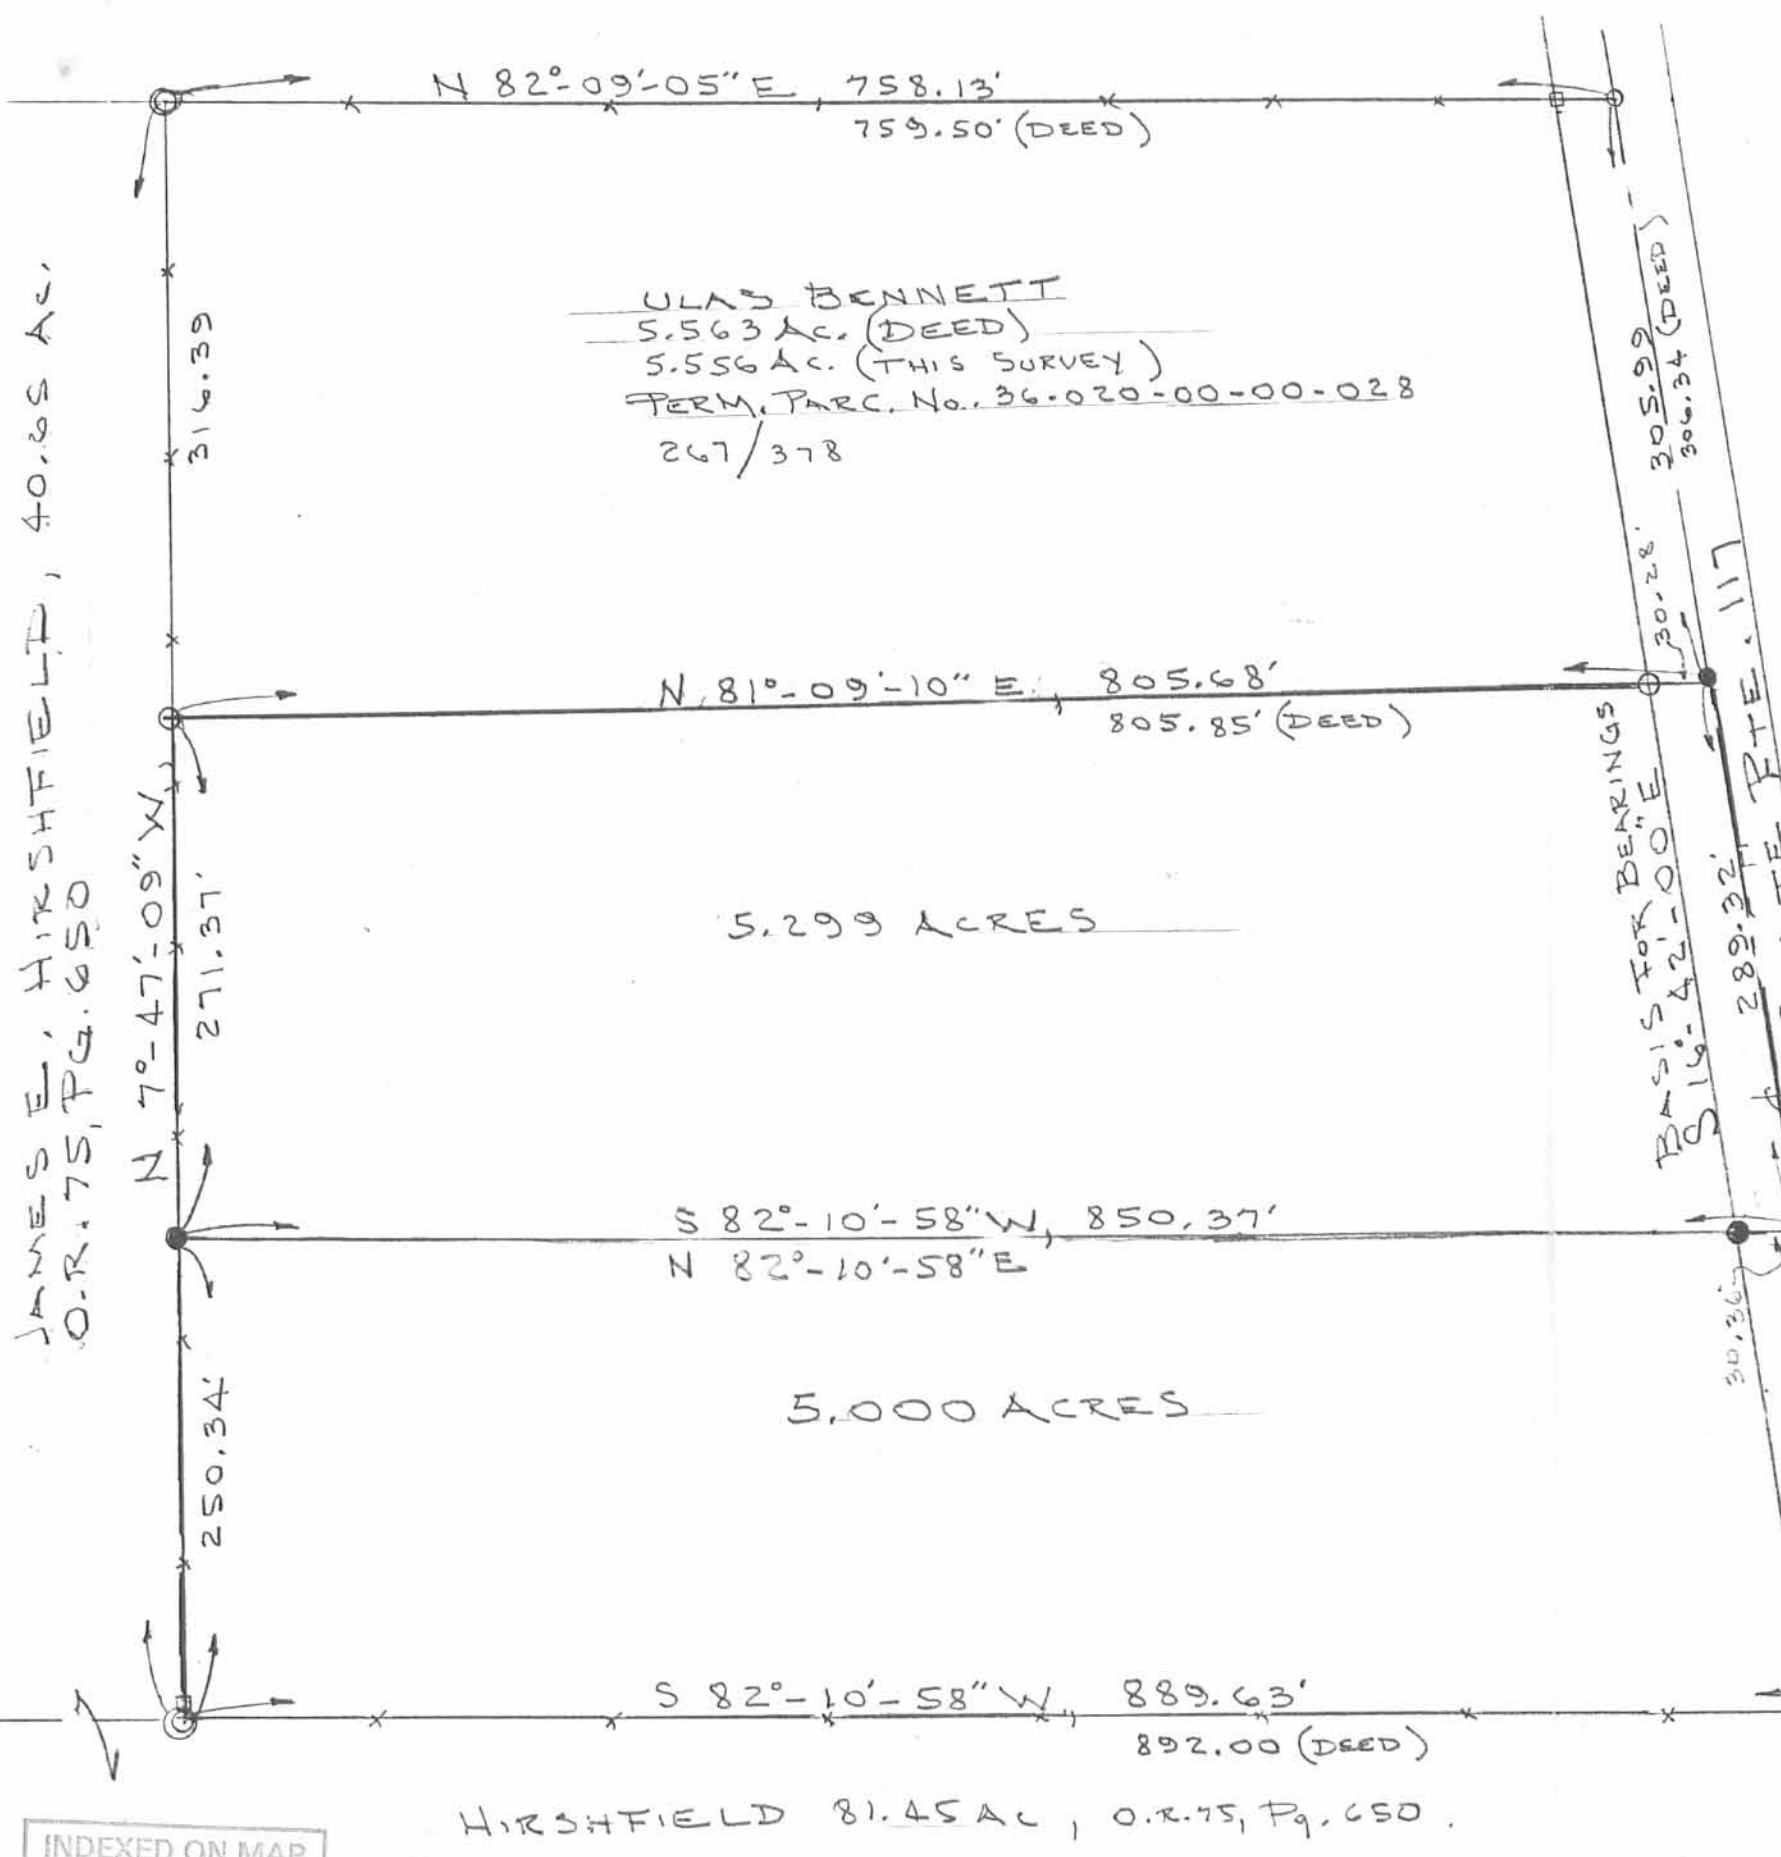 N 82°-09'-05" E 758.13'
759.50' (DEED)
ULAS BENNETT
5.563 AC. (DEED)
5.556 AC. (THIS SURVEY)
PERM. PARC. No. 36-020-00-00-028
267/378
316.39
305.99
306.34 (DEED)
30.28'
JAMES E. HIRSHFIELD, 40.65 AC.
O.R. 75, PG. 650
N. 81°-09'-10" E, 805.68'
805.85' (DEED)
RTE. 117
N 7°-47'-09" W
271.37'
5.299 ACRES
BASIS FOR BEARINGS
S 16°-42'-00" E
289.32'
S 82°-10'-58" W, 850.37'
N 82°-10'-58" E
30.36'
250.34'
5.000 ACRES
S 82°-10'-58" W, 889.63'
892.00 (DEED)
HIRSHFIELD 81.45 AC, O.R. 75, Pg. 650.
INDEXED ON MAP